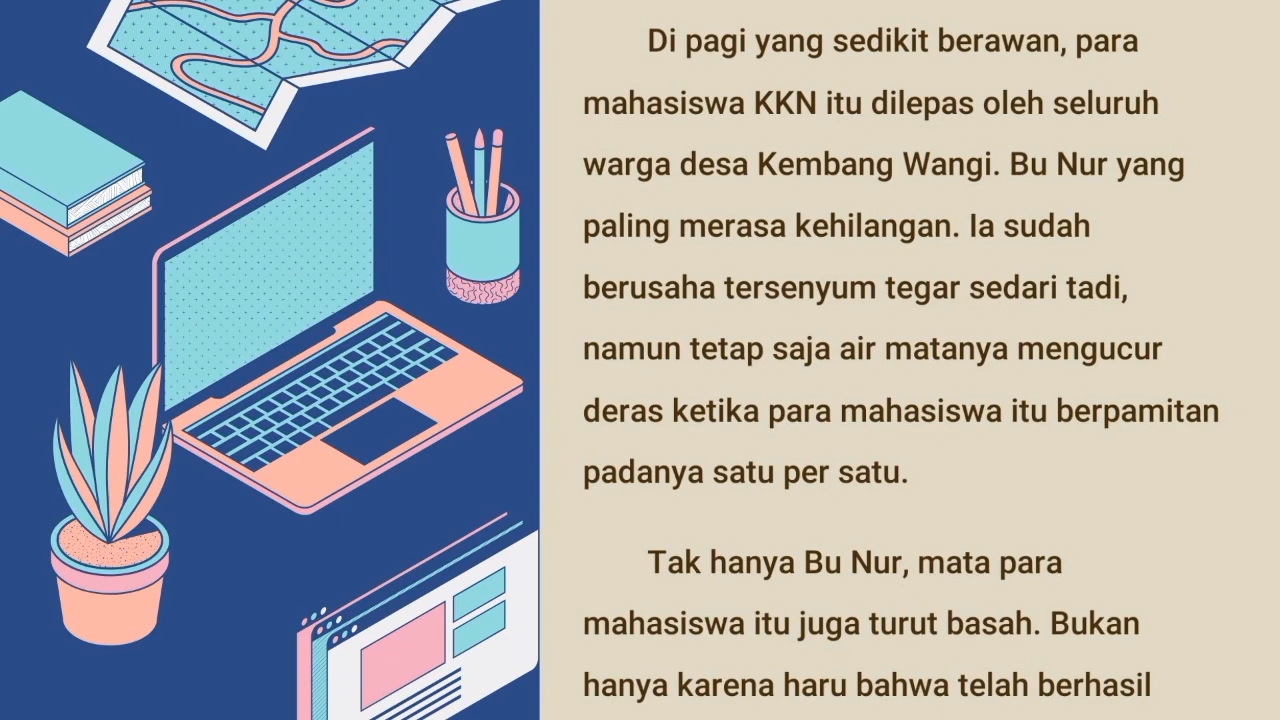 Di pagi yang sedikit berawan, para
mahasiswa KKN itu dilepas oleh seluruh
warga desa Kembang Wangi. Bu Nur yang
paling merasa kehilangan. Ia sudah
berusaha tersenyum tegar sedari tadi,
namun tetap saja air matanya mengucur
deras ketika para mahasiswa itu berpamitan
padanya satu per satu.
Tak hanya Bu Nur, mata para
mahasiswa itu juga turut basah. Bukan
hanya karena haru bahwa telah berhasil